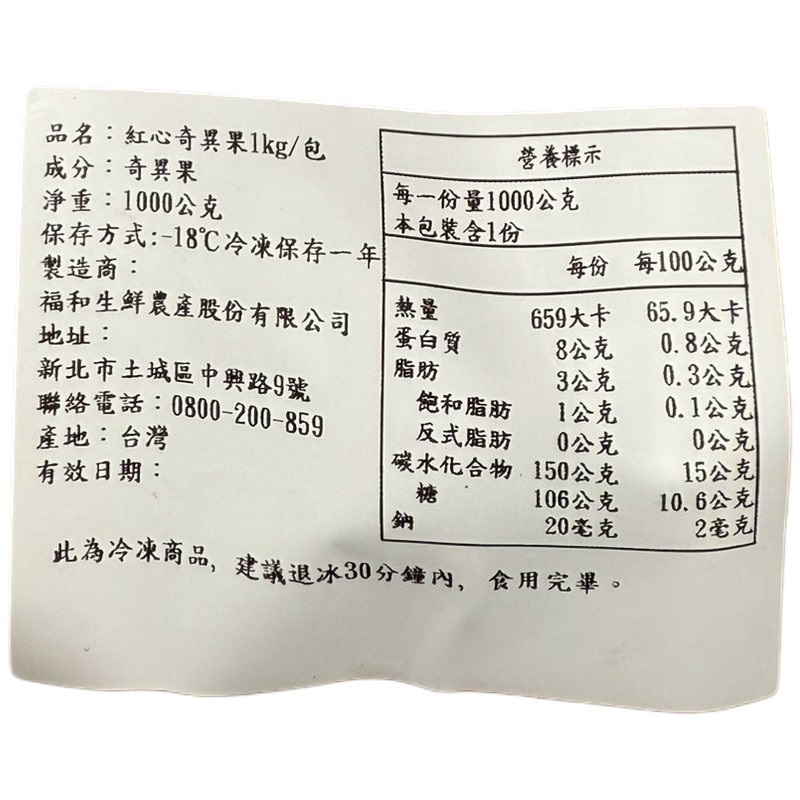 品名：紅心奇異果1kg/包
成分：奇異果
淨重：1000公克
保存方式:-18℃冷凍保存一年
製造商：
福和生鮮農產股份有限公司
地址：
新北市土城區中興路9號
聯絡電話：0800-200-859
產地：台灣
有效日期：
營養標示
每一份量1000公克
本包裝含1份
每份 每100公克
熱量 659大卡 65.9大卡
蛋白質 8公克 0.8公克
脂肪 3公克 0.3公克
飽和脂肪 1公克 0.1公克
反式脂肪 0公克 0公克
碳水化合物 150公克 15公克
糖 106公克 10.6公克
鈉 20毫克 2毫克
此為冷凍商品，建議退冰30分鐘內，食用完畢。